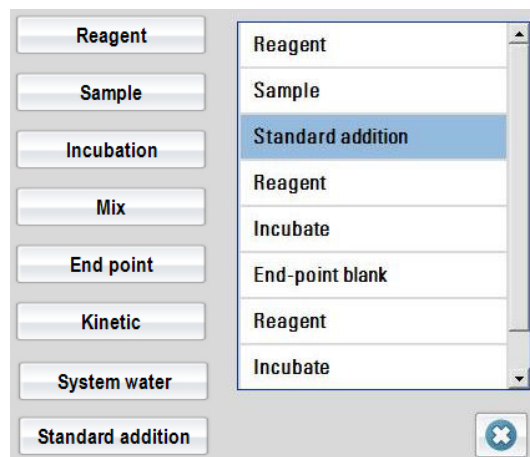 Reagent
Sample
Incubation
Mix
End point
Kinetic
System water
Standard addition
Reagent
Sample
Standard addition
Reagent
Incubate
End-point blank
Reagent
Incubate